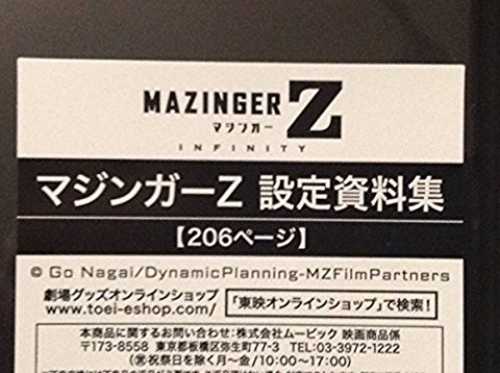 MAZINGER Z
マジンガー
INFINITY
マジンガーZ 設定資料集
【206ページ】
© Go Nagai/DynamicPlanning-MZFilmPartners
劇場グッズオンラインショップ
www.toei-eshop.com/
「東映オンラインショップ」で検索!
本商品に関するお問い合わせ:株式会社ムービック 映画商品係
〒173-8558 東京都板橋区弥生町77-3 TEL:03-3972-1222
(祝祭日を除く月〜金/10:00〜17:00)